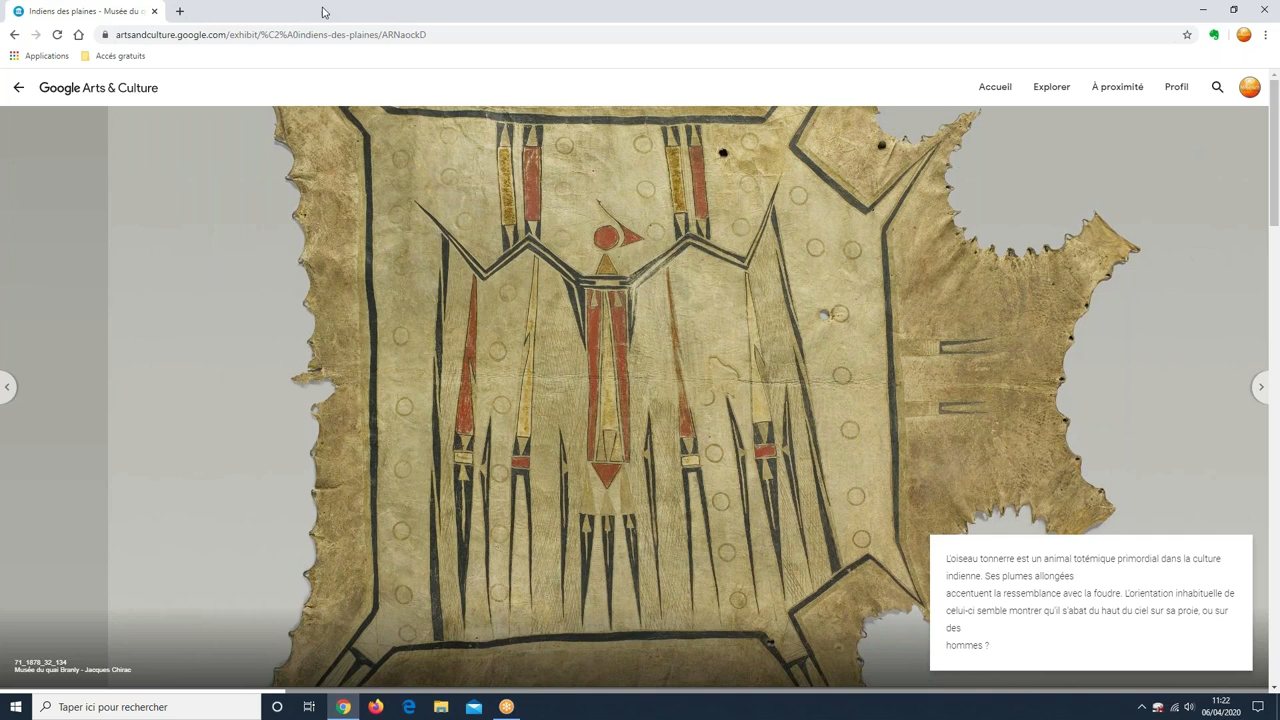 Indiens des plaines - Musée du
artsandculture.google.com/exhibit/%C2%A0indiens-des-plaines/ARNaockD
Applications
Accés gratuits
Google Arts & Culture
Accueil
Explorer
À proximité
Profil
L'oiseau tonnerre est un animal totémique primordial dans la culture
indienne. Ses plumes allongées
accentuent la ressemblance avec la foudre. L'orientation inhabituelle de
celui-ci semble montrer qu'il s'abat du haut du ciel sur sa proie, ou sur
des
hommes ?
71_1878_32_134
Musée du quai Branly - Jacques Chirac
Taper ici pour rechercher
11:22
06/04/2020